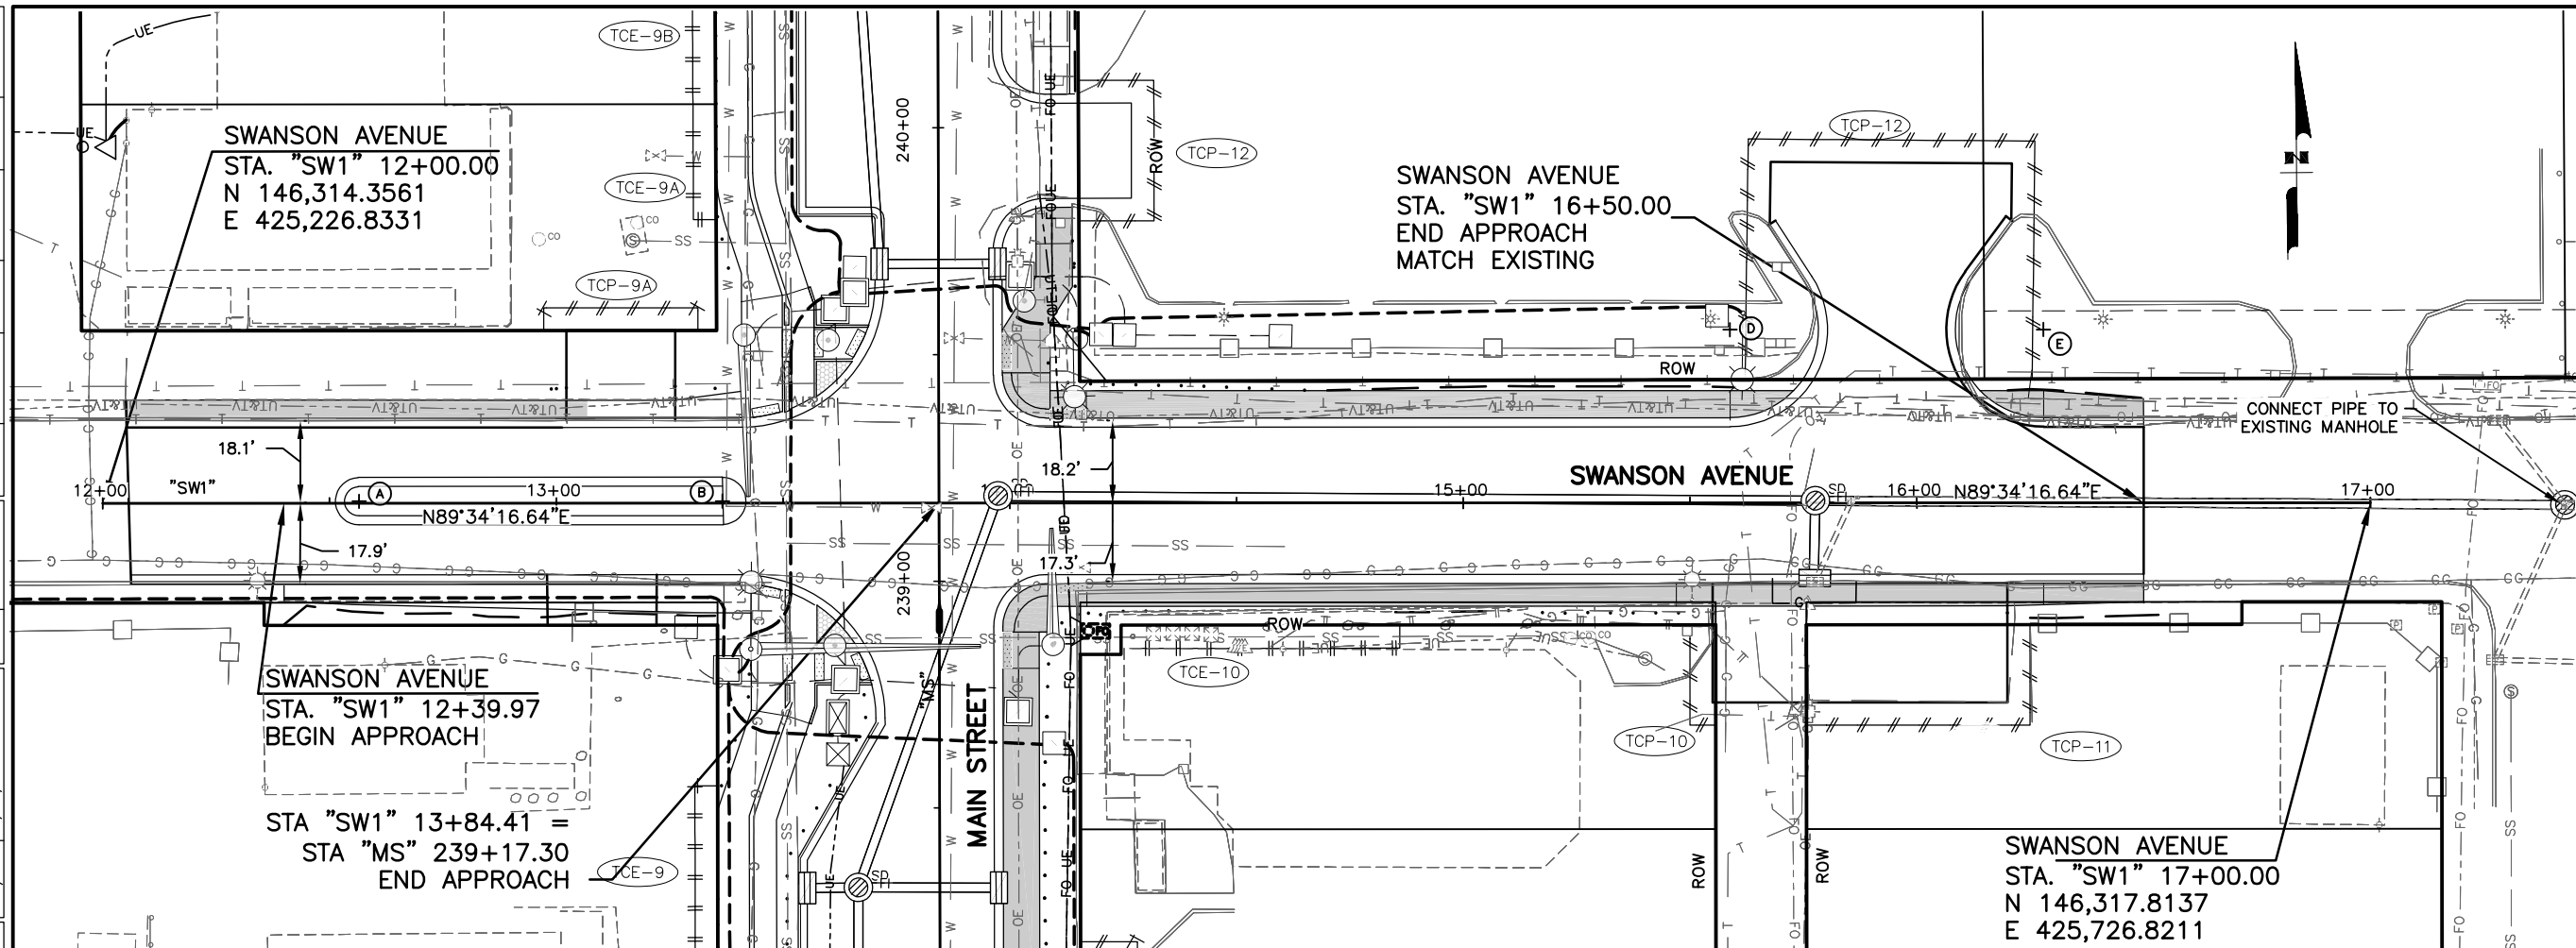 UE
TCE-9B
TCE-9A
TCP-9A
240+00
ROW
TCP-12
TCP-12
SWANSON AVENUE
STA. "SW1" 12+00.00
N 146,314.3561
E 425,226.8331
SWANSON AVENUE
STA. "SW1" 16+50.00
END APPROACH
MATCH EXISTING
D
E
ROW
CONNECT PIPE TO
EXISTING MANHOLE
18.1'
18.2'
SWANSON AVENUE
12+00
"SW1"
A
13+00
B
15+00
16+00
N89°34'16.64"E
17+00
N89°34'16.64"E
17.9'
17.3'
239+00
ROW
"MS"
MAIN STREET
TCE-10
TCP-10
TCP-11
SWANSON AVENUE
STA. "SW1" 12+39.97
BEGIN APPROACH
STA "SW1" 13+84.41 =
STA "MS" 239+17.30
END APPROACH
TCE-9
ROW
ROW
SWANSON AVENUE
STA. "SW1" 17+00.00
N 146,317.8137
E 425,726.8211